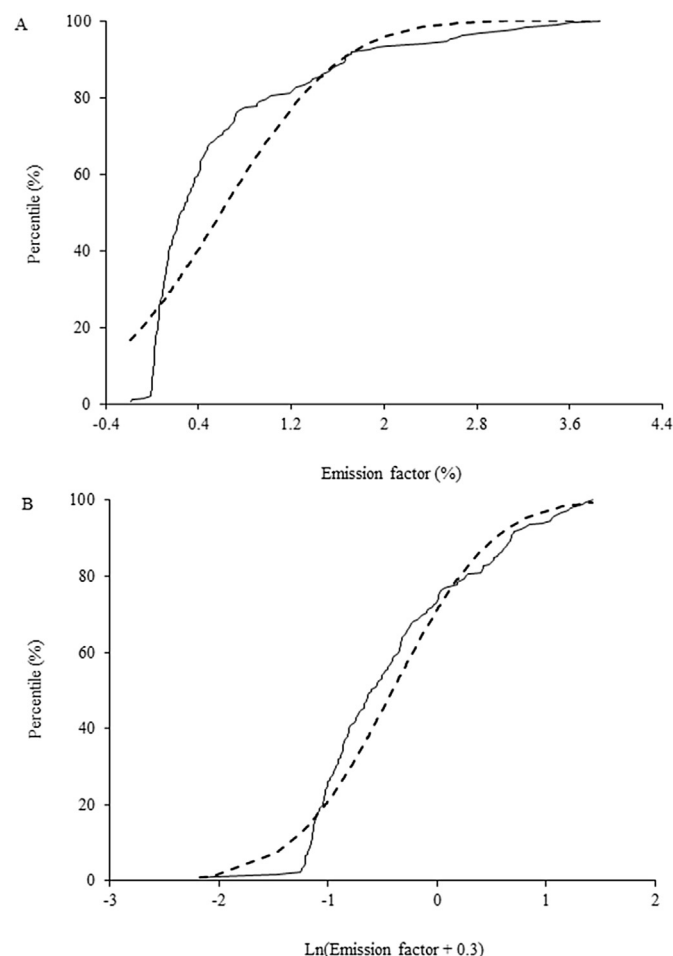 A
100
80
60
40
20
0
Percentile (%)
-0.4 0.4 1.2 2 2.8 3.6 4.4
Emission factor (%)
B
100
80
60
40
20
0
Percentile (%)
-3 -2 -1 0 1 2
Ln(Emission factor + 0.3)